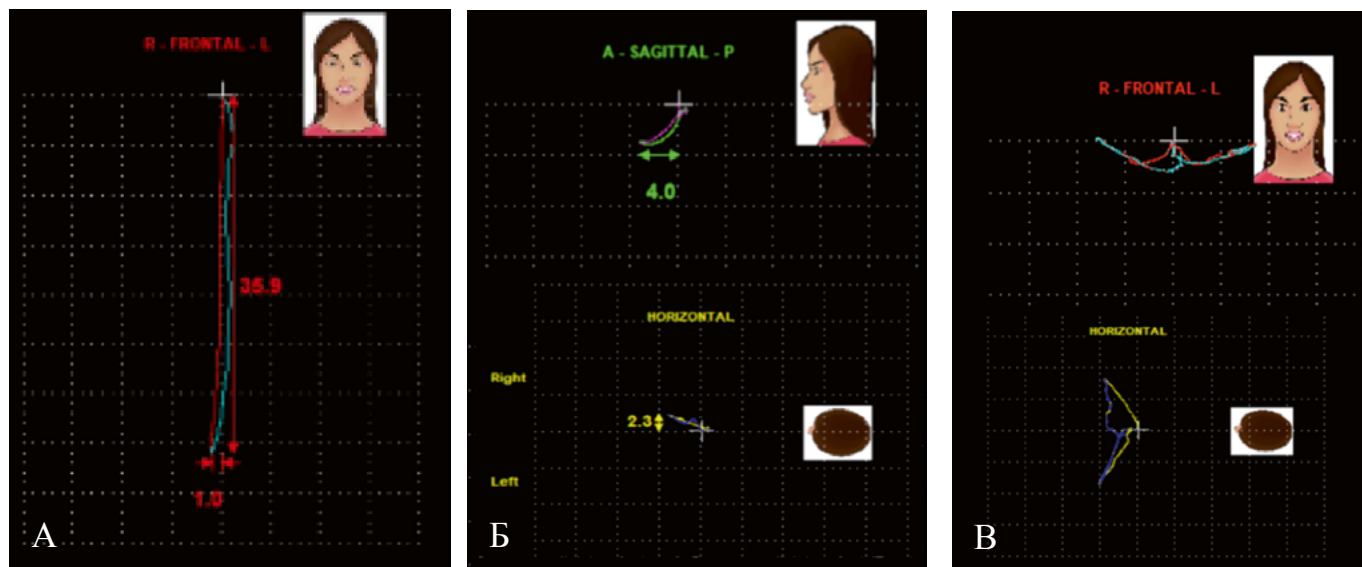 R - FRONTAL - L
35.9
1.0
А
A - SAGITTAL - P
4.0
HORIZONTAL
Right
2.3
Left
Б
R - FRONTAL - L
HORIZONTAL
В